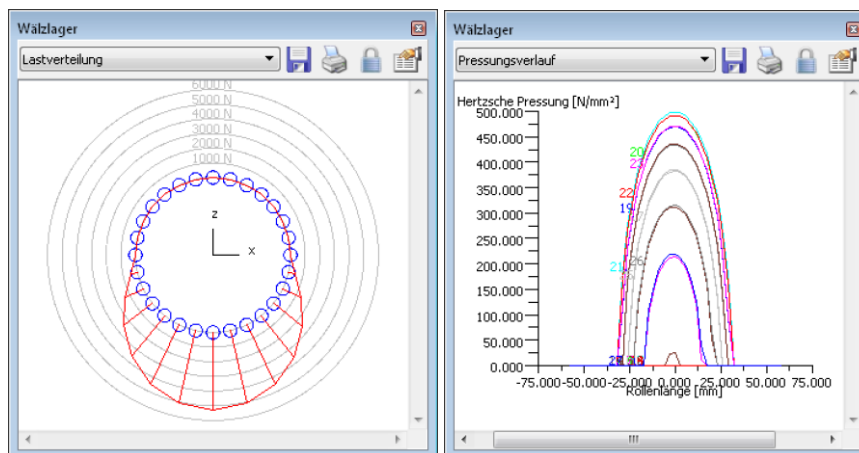 Wälzlager
Lastverteilung
6000 N
5000 N
4000 N
3000 N
2000 N
1000 N
z
x
Wälzlager
Pressungsverlauf
Hertzsche Pressung [N/mm²]
500.000
450.000
400.000
350.000
300.000
250.000
200.000
150.000
100.000
50.000
0.000
20
23
22
19
21
26
-75.000 -50.000 -25.000 0.000 25.000 50.000 75.000
Rollenlänge [mm]